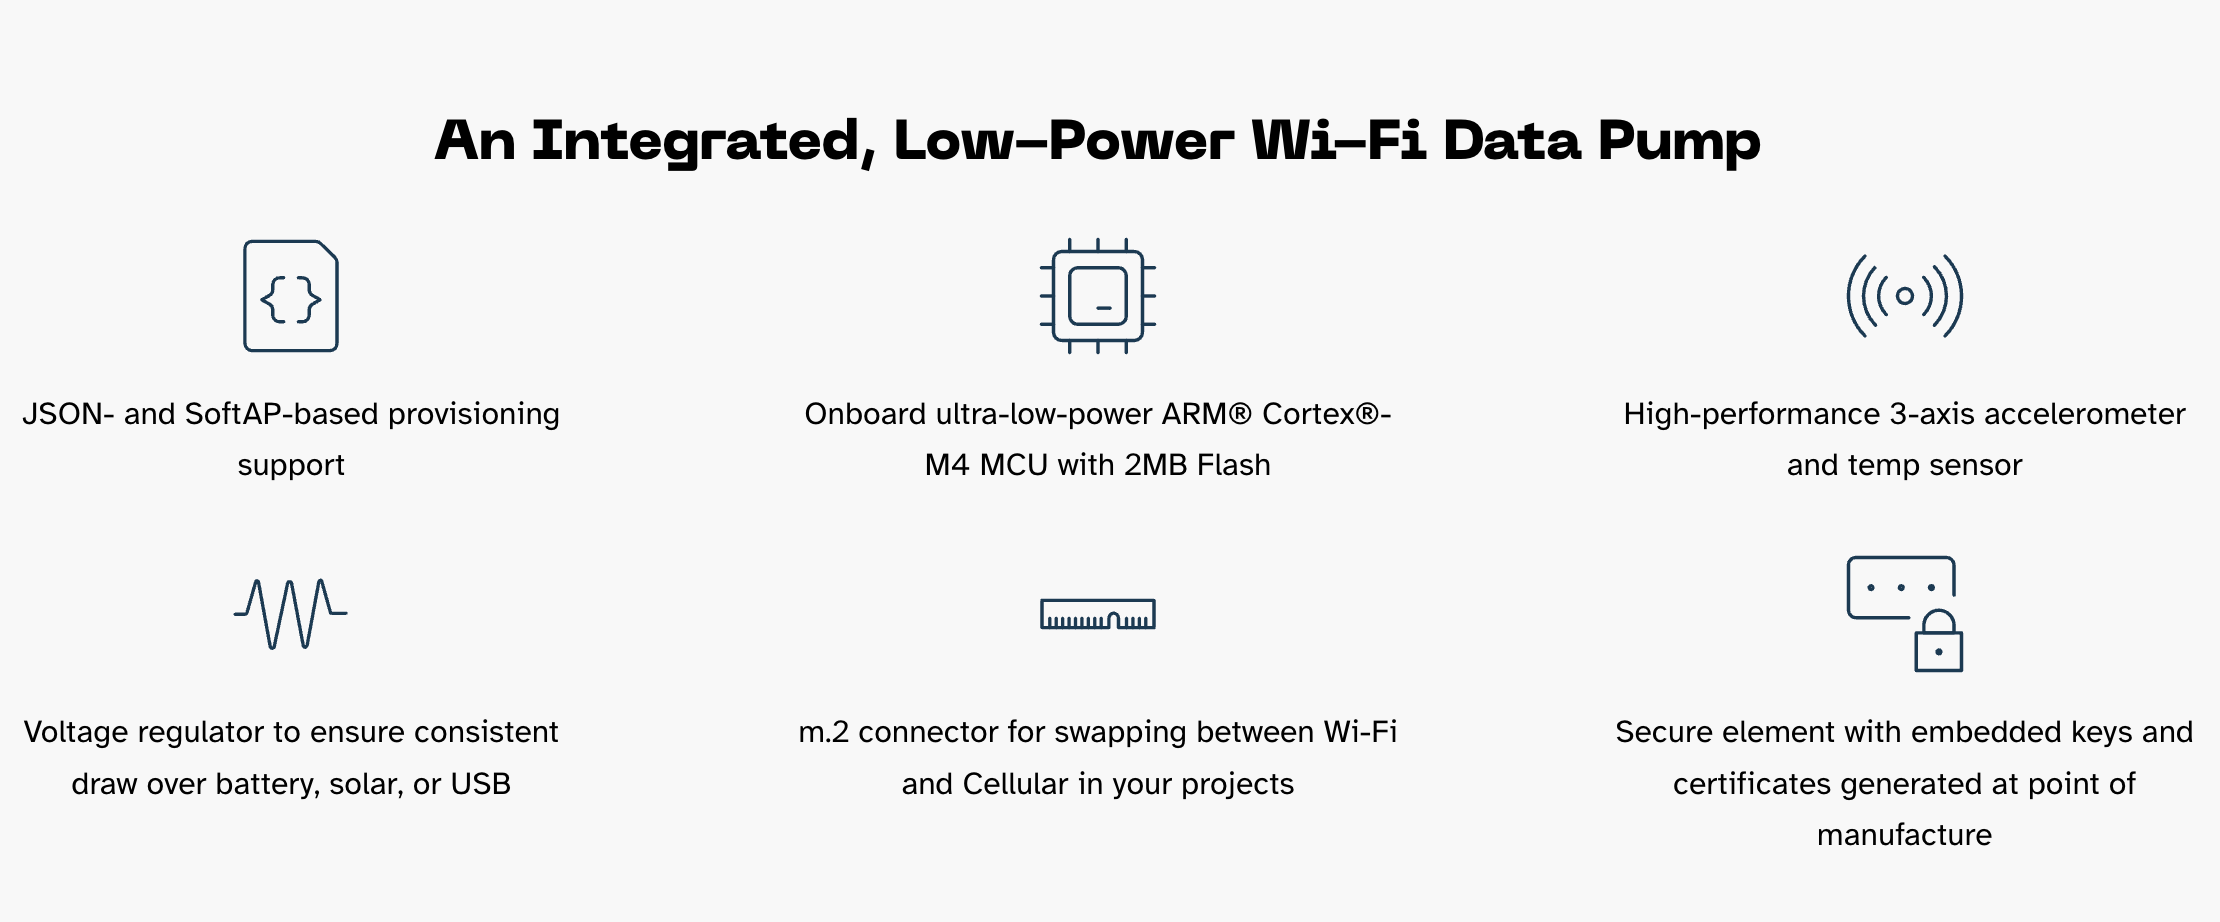 An Integrated, Low-Power Wi-Fi Data Pump
JSON- and SoftAP-based provisioning
support
Onboard ultra-low-power ARM® Cortex®-
M4 MCU with 2MB Flash
High-performance 3-axis accelerometer
and temp sensor
Voltage regulator to ensure consistent
draw over battery, solar, or USB
m.2 connector for swapping between Wi-Fi
and Cellular in your projects
Secure element with embedded keys and
certificates generated at point of
manufacture